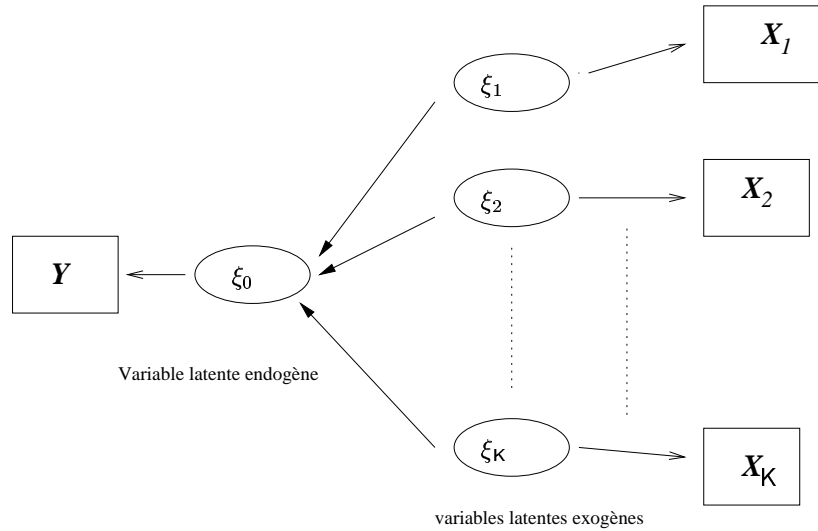 X₁
ξ₁
X₂
ξ₂
Y
ξ₀
Variable latente endogène
ξK
XK
variables latentes exogènes